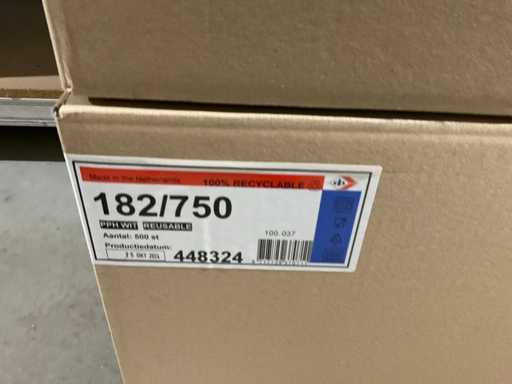 Made in the Netherlands
100% RECYCLABLE
182/750
PPH WIT REUSABLE
Aantal: 500 st
100.037
Productiedatum:
448324